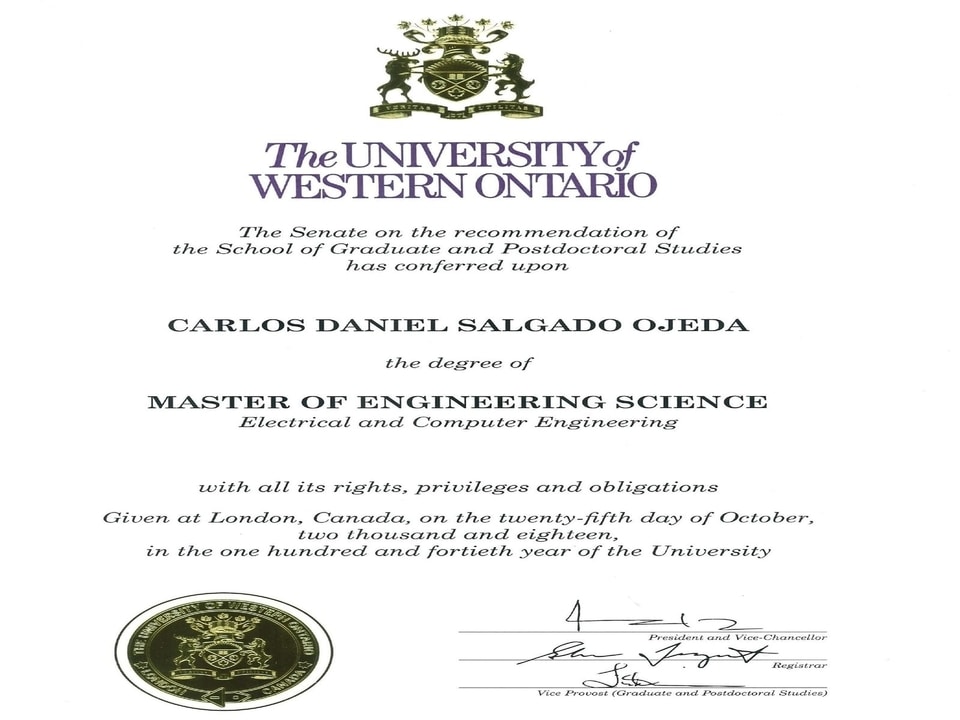 VERITAS ET UTILITAS
The UNIVERSITY of
WESTERN ONTARIO
The Senate on the recommendation of
the School of Graduate and Postdoctoral Studies
has conferred upon
CARLOS DANIEL SALGADO OJEDA
the degree of
MASTER OF ENGINEERING SCIENCE
Electrical and Computer Engineering
with all its rights, privileges and obligations
Given at London, Canada, on the twenty-fifth day of October,
two thousand and eighteen,
in the one hundred and fortieth year of the University
THE UNIVERSITY OF WESTERN ONTARIO
LONDON CANADA
President and Vice-Chancellor
Registrar
Vice Provost (Graduate and Postdoctoral Studies)